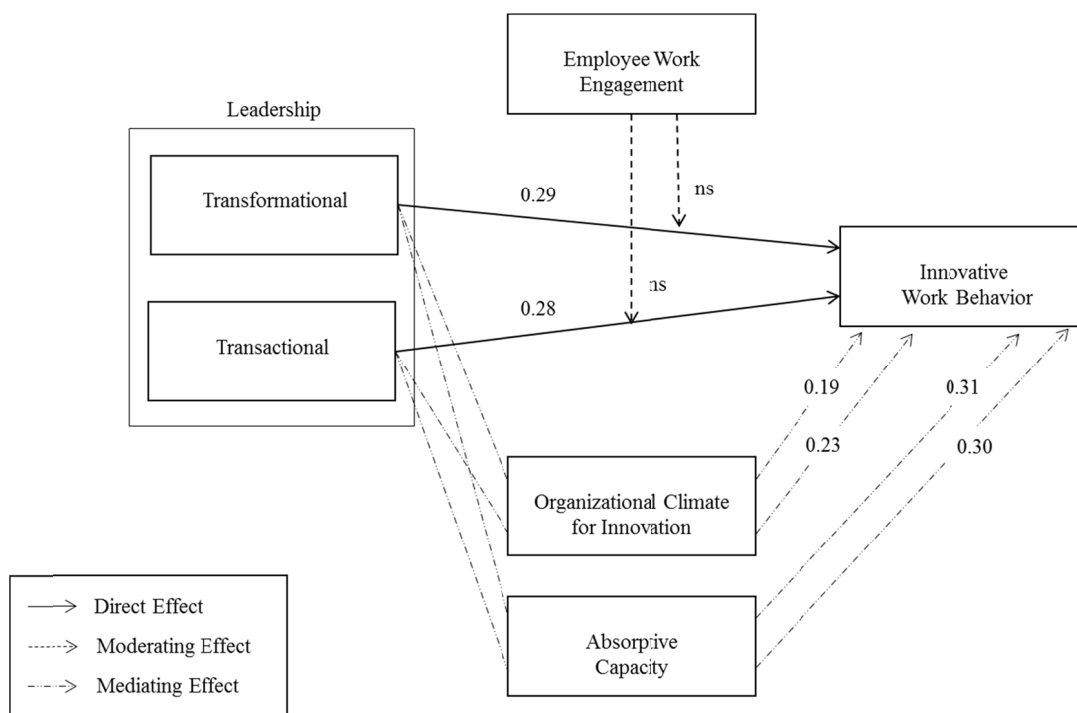 Employee Work
Engagement
Leadership
Transformational
0.29
ns
Innovative
Work Behavior
Transactional
0.28
ns
0.19
0.31
0.23
0.30
Organizational Climate
for Innovation
Direct Effect
Moderating Effect
Mediating Effect
Absorptive
Capacity